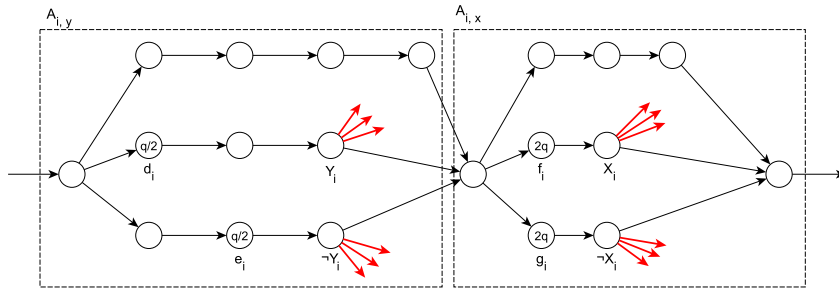 A_{i, y}
A_{i, x}
q/2
2q
d_i
Y_i
f_i
X_i
q/2
2q
e_i
¬Y_i
g_i
¬X_i